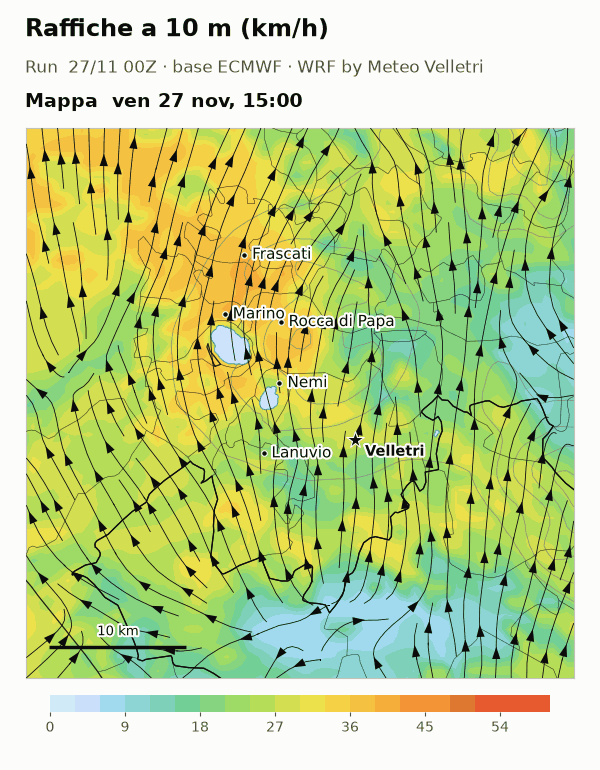 Raffiche a 10 m (km/h)
Run 27/11 00Z · base ECMWF · WRF by Meteo Velletri
Mappa ven 27 nov, 15:00
Frascati
Marino
Rocca di Papa
Nemi
Velletri
Lanuvio
10 km
0 9 18 27 36 45 54